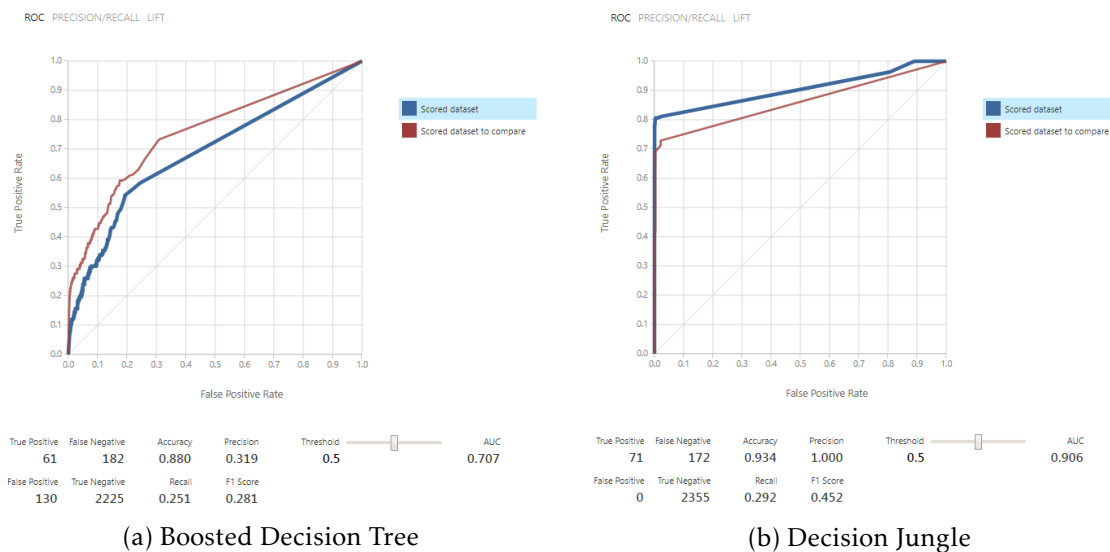 ROC PRECISION/RECALL LIFT
True Positive Rate
1.0
0.9
0.8
0.7
0.6
0.5
0.4
0.3
0.2
0.1
0.0
0.0 0.1 0.2 0.3 0.4 0.5 0.6 0.7 0.8 0.9 1.0
False Positive Rate
Scored dataset
Scored dataset to compare
True Positive False Negative Accuracy Precision Threshold AUC
61 182 0.880 0.319 0.5 0.707
False Positive True Negative Recall F1 Score
130 2225 0.251 0.281
(a) Boosted Decision Tree
ROC PRECISION/RECALL LIFT
True Positive Rate
1.0
0.9
0.8
0.7
0.6
0.5
0.4
0.3
0.2
0.1
0.0
0.0 0.1 0.2 0.3 0.4 0.5 0.6 0.7 0.8 0.9 1.0
False Positive Rate
Scored dataset
Scored dataset to compare
True Positive False Negative Accuracy Precision Threshold AUC
71 172 0.934 1.000 0.5 0.906
False Positive True Negative Recall F1 Score
0 2355 0.292 0.452
(b) Decision Jungle